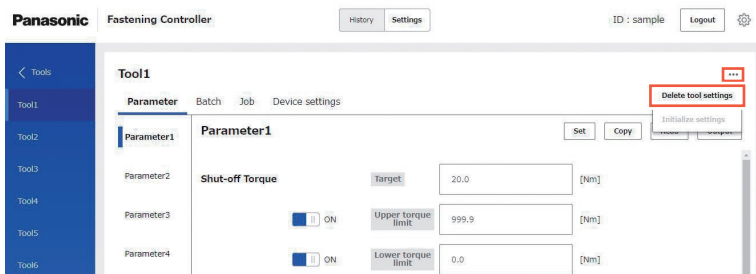 Panasonic Fastening Controller History Settings ID : sample Logout
< Tools
Tool1
Tool2
Tool3
Tool4
Tool5
Tool6
Tool1
...
Delete tool settings
Initialize settings
Parameter Batch Job Device settings
Parameter1
Parameter2
Parameter3
Parameter4
Parameter1 Set Copy
Shut-off Torque Target 20.0 [Nm]
ON Upper torque
limit 999.9 [Nm]
ON Lower torque
limit 0.0 [Nm]